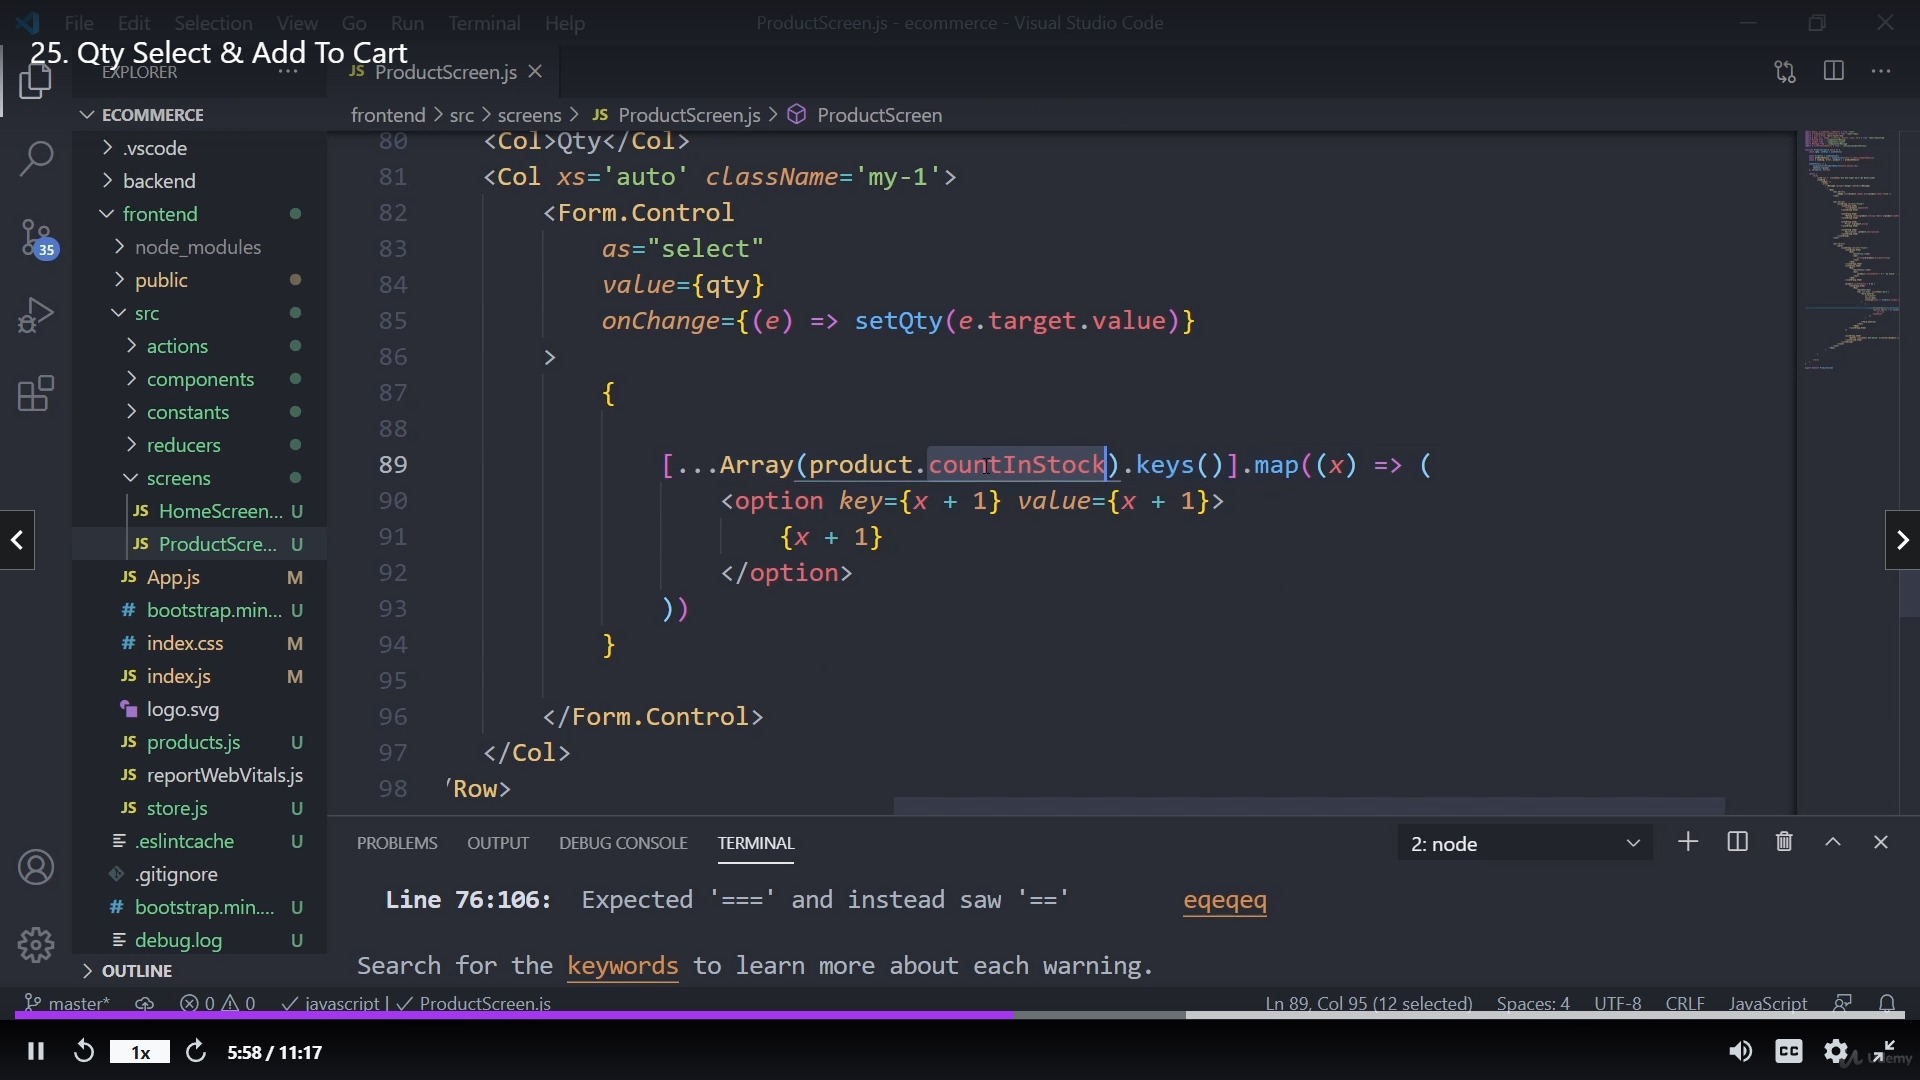 File Edit Selection View Go Run Terminal Help
ProductScreen.js - ecommerce - Visual Studio Code
25. Qty Select & Add To Cart
EXPLORER
JS ProductScreen.js
ECOMMERCE
frontend > src > screens > JS ProductScreen.js > ProductScreen
.vscode
backend
frontend
node_modules
public
src
actions
components
constants
reducers
screens
JS HomeScreen... U
JS ProductScre... U
JS App.js M
# bootstrap.min... U
# index.css M
JS index.js M
logo.svg
JS products.js U
JS reportWebVitals.js
JS store.js U
.eslintcache U
.gitignore
# bootstrap.min.... U
debug.log U
OUTLINE
35
80 <Col>Qty</Col>
81 <Col xs='auto' className='my-1'>
82 <Form.Control
83 as="select"
84 value={qty}
85 onChange={(e) => setQty(e.target.value)}
86 >
87 {
88
89 [...Array(product.countInStock).keys()].map((x) => (
90 <option key={x + 1} value={x + 1}>
91 {x + 1}
92 </option>
93 ))
94 }
95
96 </Form.Control>
97 </Col>
98 /Row>
PROBLEMS OUTPUT DEBUG CONSOLE TERMINAL 2: node
Line 76:106: Expected '===' and instead saw '==' eqeqeq
Search for the keywords to learn more about each warning.
master* 0 0 javascript | ProductScreen.js Ln 89, Col 95 (12 selected) Spaces: 4 UTF-8 CRLF JavaScript
1x 5:58 / 11:17 CC
Udemy